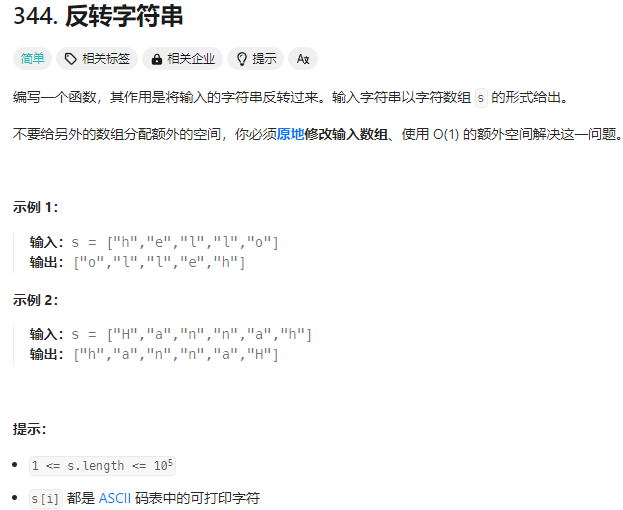 344. 反转字符串
简单 相关标签 相关企业 提示 Aあ
编写一个函数，其作用是将输入的字符串反转过来。输入字符串以字符数组 s 的形式给出。
不要给另外的数组分配额外的空间，你必须原地修改输入数组、使用 O(1) 的额外空间解决这一问题。
示例 1：
输入：s = ["h","e","l","l","o"]
输出：["o","l","l","e","h"]
示例 2：
输入：s = ["H","a","n","n","a","h"]
输出：["h","a","n","n","a","H"]
提示：
• 1 <= s.length <= 10⁵
• s[i] 都是 ASCII 码表中的可打印字符